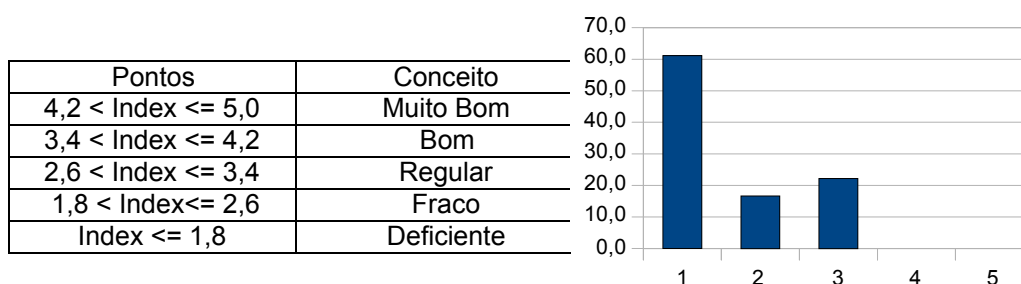 Pontos Conceito
4,2 < Index <= 5,0 Muito Bom
3,4 < Index <= 4,2 Bom
2,6 < Index <= 3,4 Regular
1,8 < Index<= 2,6 Fraco
Index <= 1,8 Deficiente
70,0
60,0
50,0
40,0
30,0
20,0
10,0
0,0
1 2 3 4 5